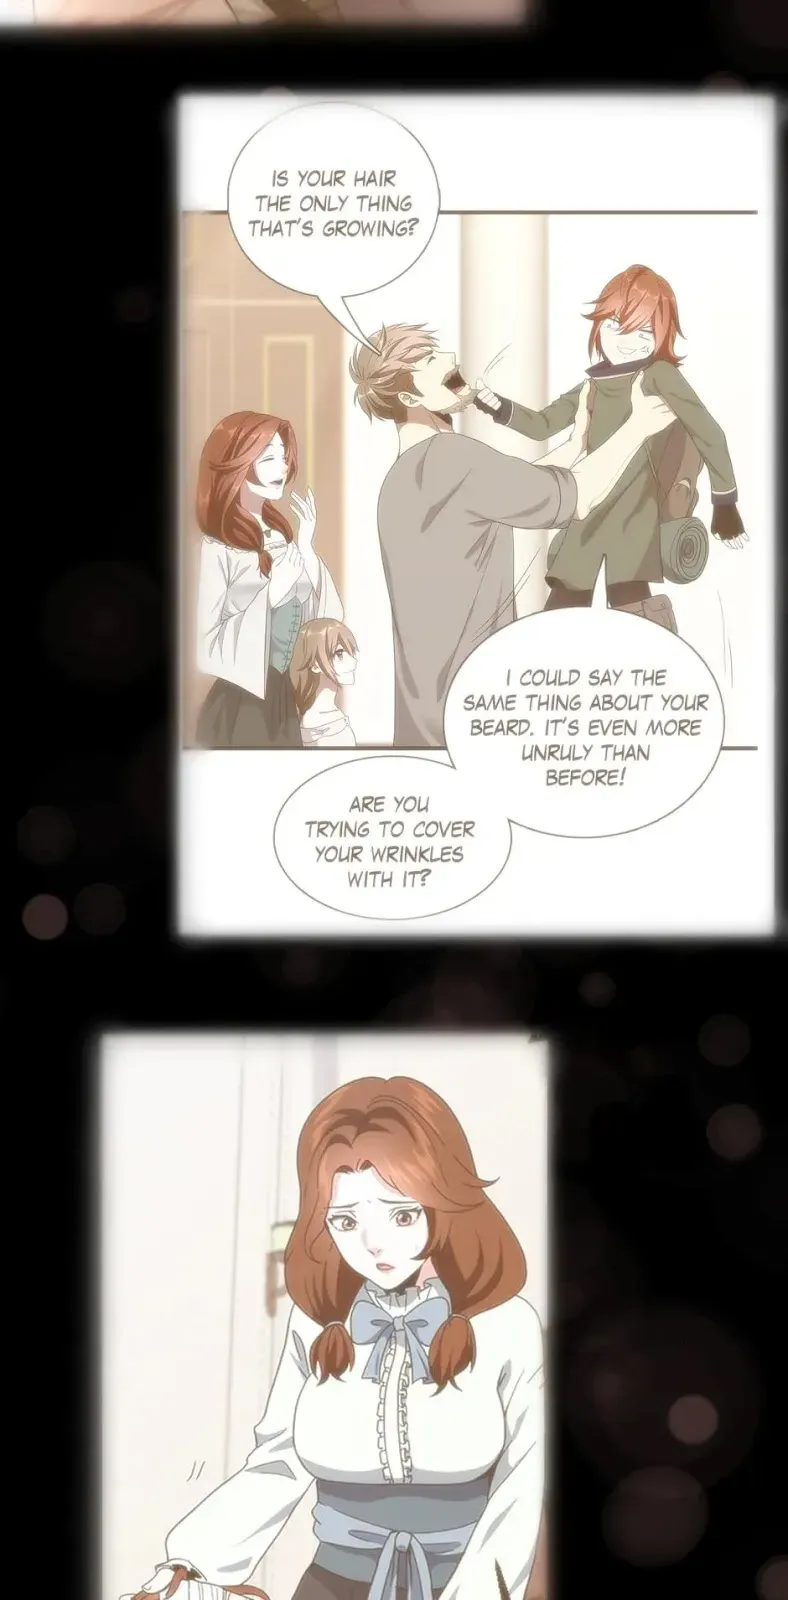 IS YOUR HAIR
THE ONLY THING
THAT'S GROWING?
I COULD SAY THE
SAME THING ABOUT YOUR
BEARD. IT'S EVEN MORE
UNRULY THAN
BEFORE!
ARE YOU
TRYING TO COVER
YOUR WRINKLES
WITH IT?